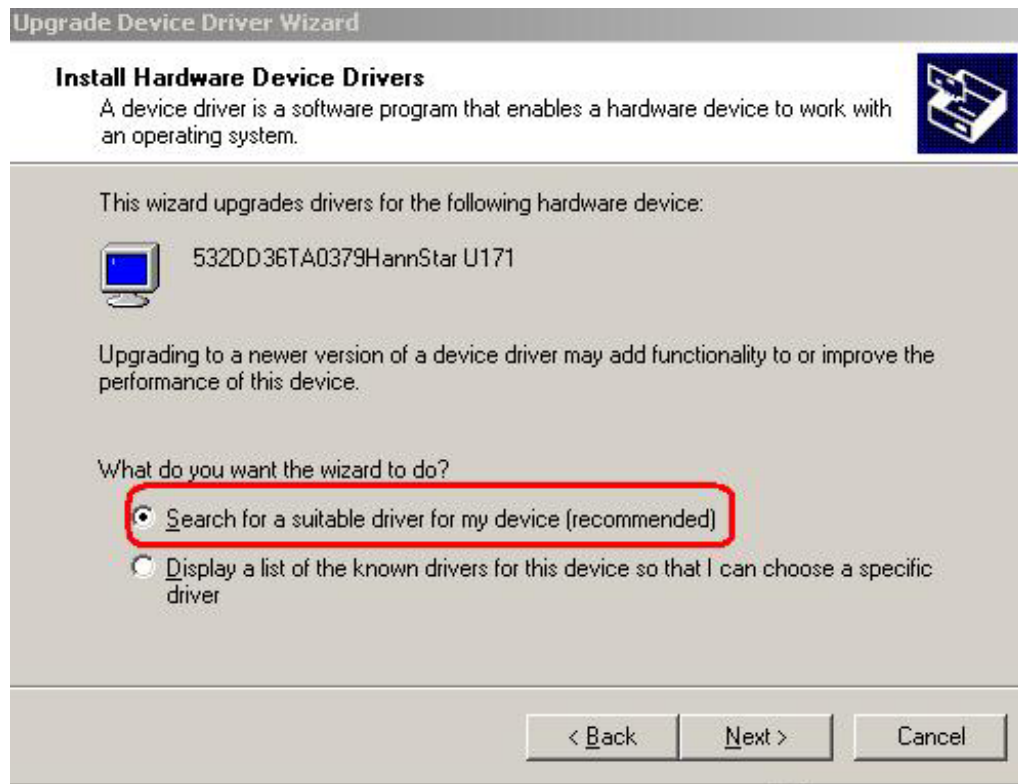 Upgrade Device Driver Wizard
Install Hardware Device Drivers
A device driver is a software program that enables a hardware device to work with
an operating system.
This wizard upgrades drivers for the following hardware device:
532DD36TA0379HannStar U171
Upgrading to a newer version of a device driver may add functionality to or improve the
performance of this device.
What do you want the wizard to do?
Search for a suitable driver for my device (recommended)
Display a list of the known drivers for this device so that I can choose a specific
driver
< Back
Next >
Cancel